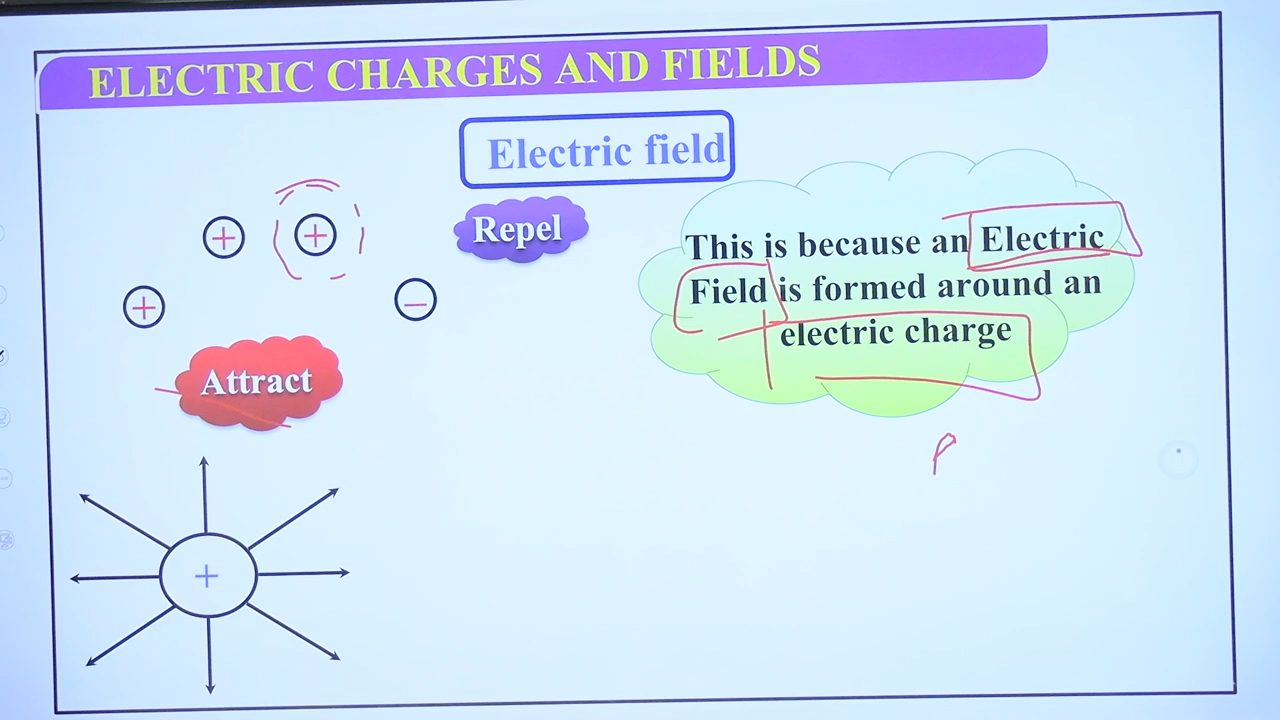 ELECTRIC CHARGES AND FIELDS
Electric field
+ +
Repel
This is because an Electric
Field is formed around an
electric charge
+ −
Attract
P
+